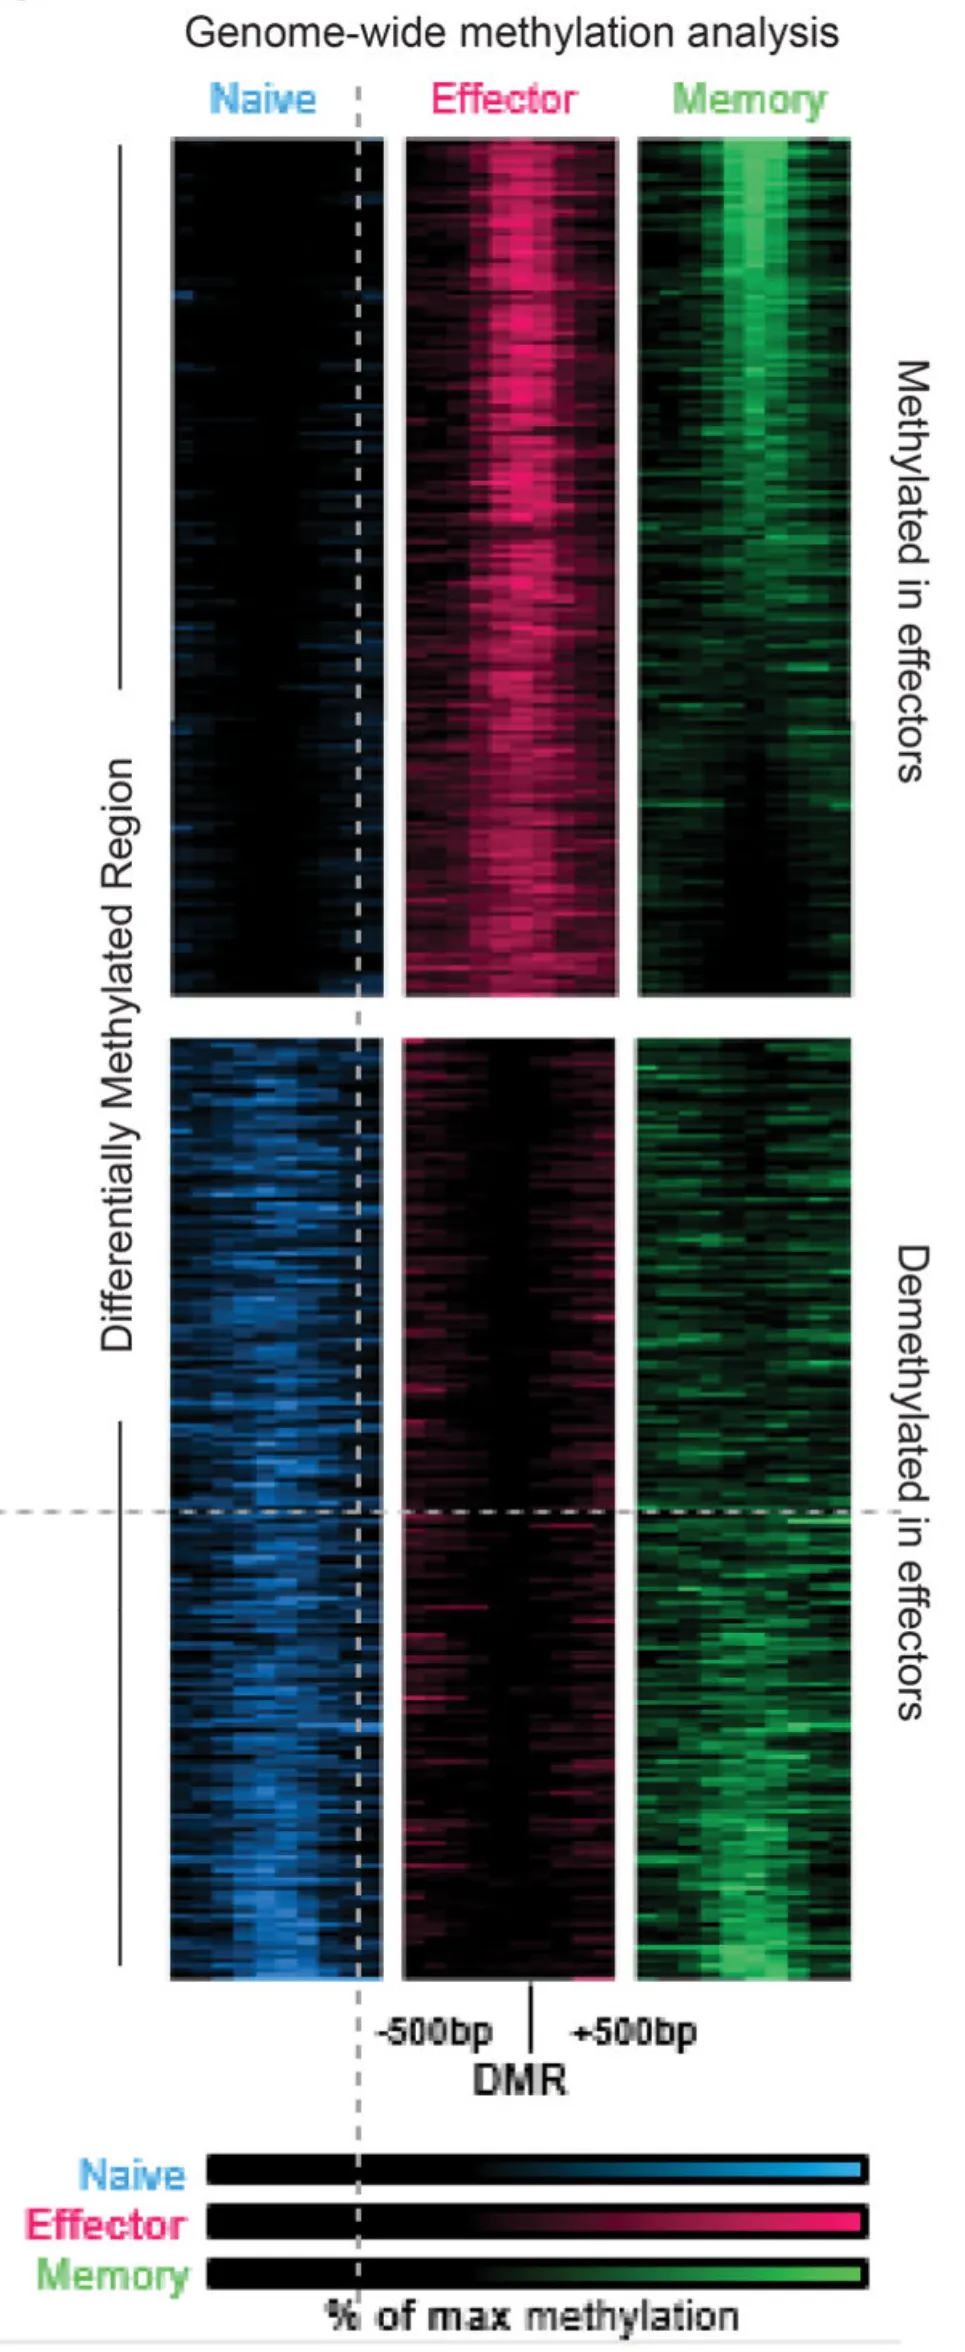 Genome-wide methylation analysis
Naive Effector Memory
Methylated in effectors
Differentially Methylated Region
Demethylated in effectors
-500bp +500bp
DMR
Naive
Effector
Memory
% of max methylation